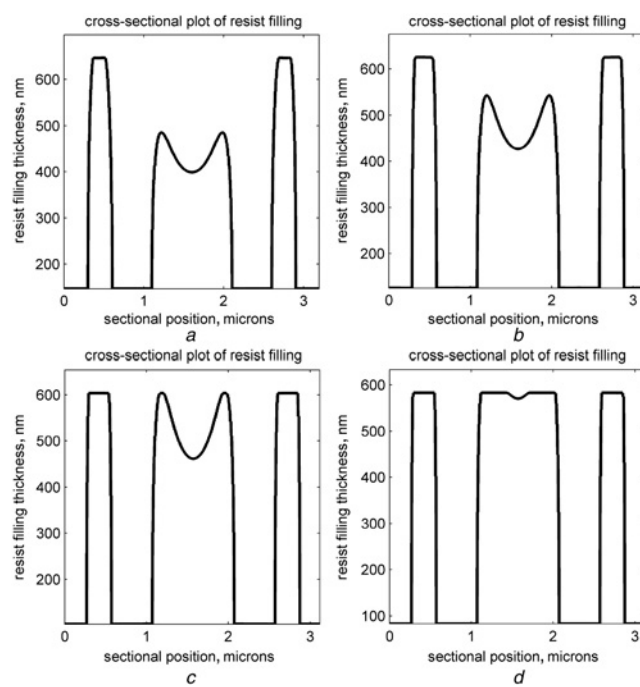 cross-sectional plot of resist filling
resist filling thickness, nm
600
500
400
300
200
0 1 2 3
sectional position, microns
a
cross-sectional plot of resist filling
resist filling thickness, nm
600
500
400
300
200
0 1 2 3
sectional position, microns
b
cross-sectional plot of resist filling
resist filling thickness, nm
600
500
400
300
200
0 1 2 3
sectional position, microns
c
cross-sectional plot of resist filling
resist filling thickness, nm
600
500
400
300
200
100
0 1 2 3
sectional position, microns
d